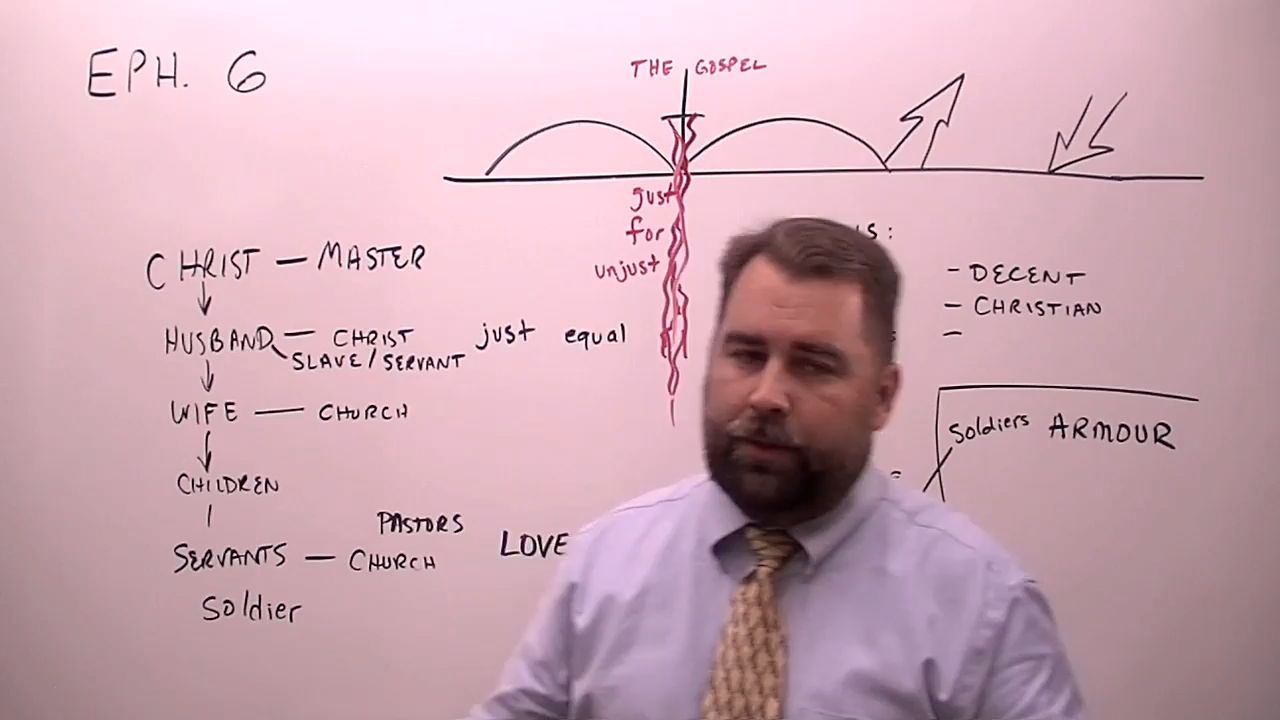 EPH. 6
THE GOSPEL
just
for
unjust
CHRIST — MASTER
HUSBAND — CHRIST
SLAVE/SERVANT
just equal
WIFE — CHURCH
CHILDREN
PASTORS
SERVANTS — CHURCH
LOVE
Soldier
S:
- DECENT
- CHRISTIAN
-
Soldiers ARMOUR